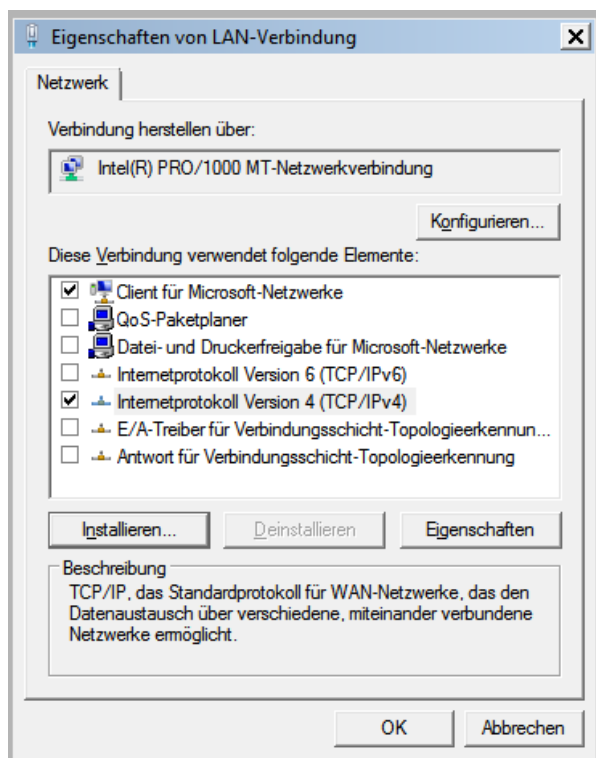 Eigenschaften von LAN-Verbindung
Netzwerk
Verbindung herstellen über:
Intel(R) PRO/1000 MT-Netzwerkverbindung
Konfigurieren...
Diese Verbindung verwendet folgende Elemente:
Client für Microsoft-Netzwerke
QoS-Paketplaner
Datei- und Druckerfreigabe für Microsoft-Netzwerke
Internetprotokoll Version 6 (TCP/IPv6)
Internetprotokoll Version 4 (TCP/IPv4)
E/A-Treiber für Verbindungsschicht-Topologieerkennun...
Antwort für Verbindungsschicht-Topologieerkennung
Installieren... Deinstallieren Eigenschaften
Beschreibung
TCP/IP, das Standardprotokoll für WAN-Netzwerke, das den
Datenaustausch über verschiedene, miteinander verbundene
Netzwerke ermöglicht.
OK Abbrechen